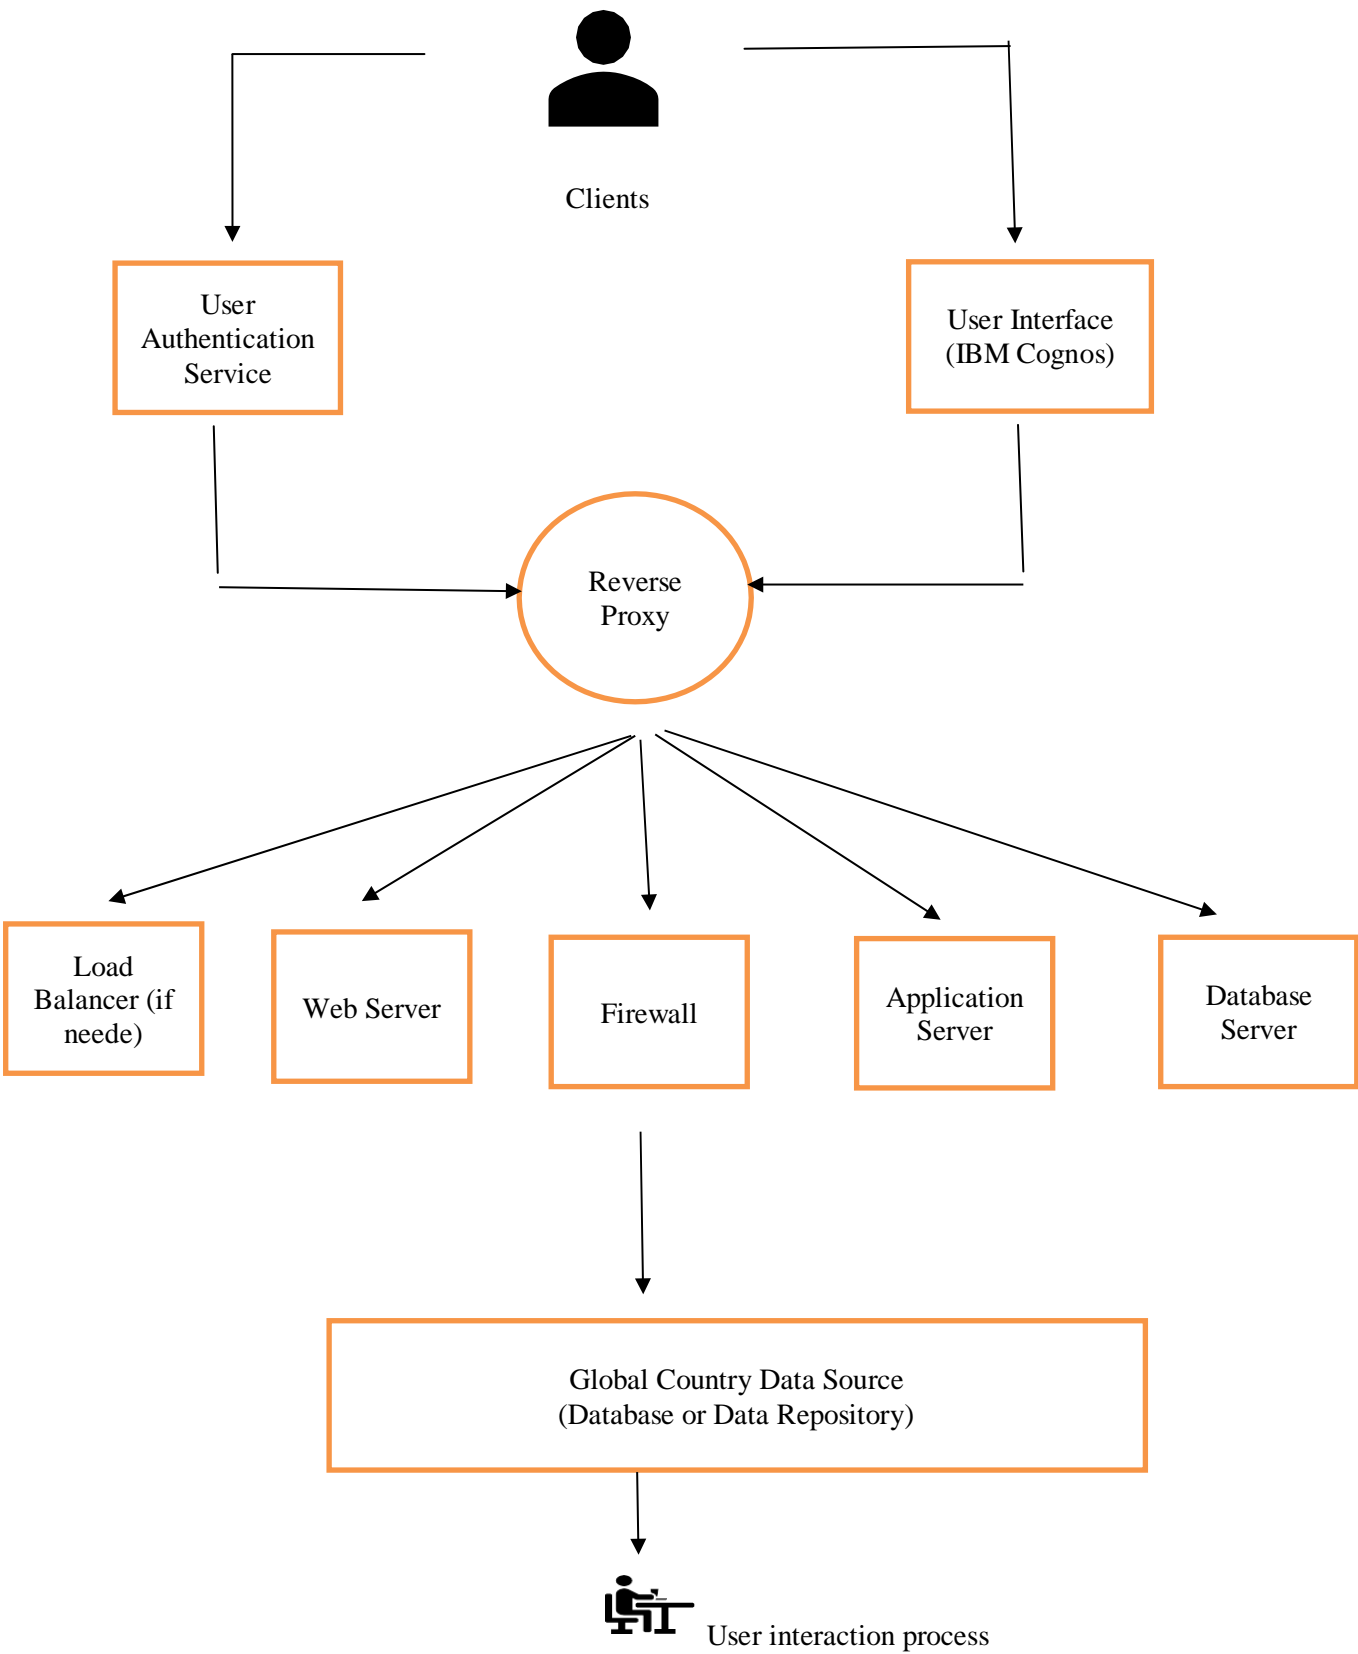 Clients
User
Authentication
Service
User Interface
(IBM Cognos)
Reverse
Proxy
Load
Balancer (if
neede)
Web Server
Firewall
Application
Server
Database
Server
Global Country Data Source
(Database or Data Repository)
User interaction process